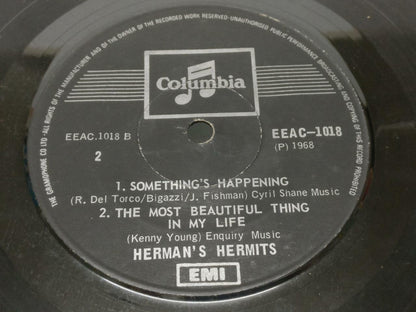 ALL RIGHTS OF THE MANUFACTURER AND OF THE OWNER OF THE RECORDED WORK RESERVED · UNAUTHORISED PUBLIC PERFORMANCE BROADCASTING AND COPYING OF THIS RECORD PROHIBITED
THE GRAMOPHONE CO LTD
Columbia
EEAC.1018 B
EEAC-1018
2
(P) 1968
1. SOMETHING'S HAPPENING
(R. Del Torco/Bigazzi/J. Fishman) Cyril Shane Music
2. THE MOST BEAUTIFUL THING
IN MY LIFE
(Kenny Young) Enquiry Music
HERMAN'S HERMITS
EMI